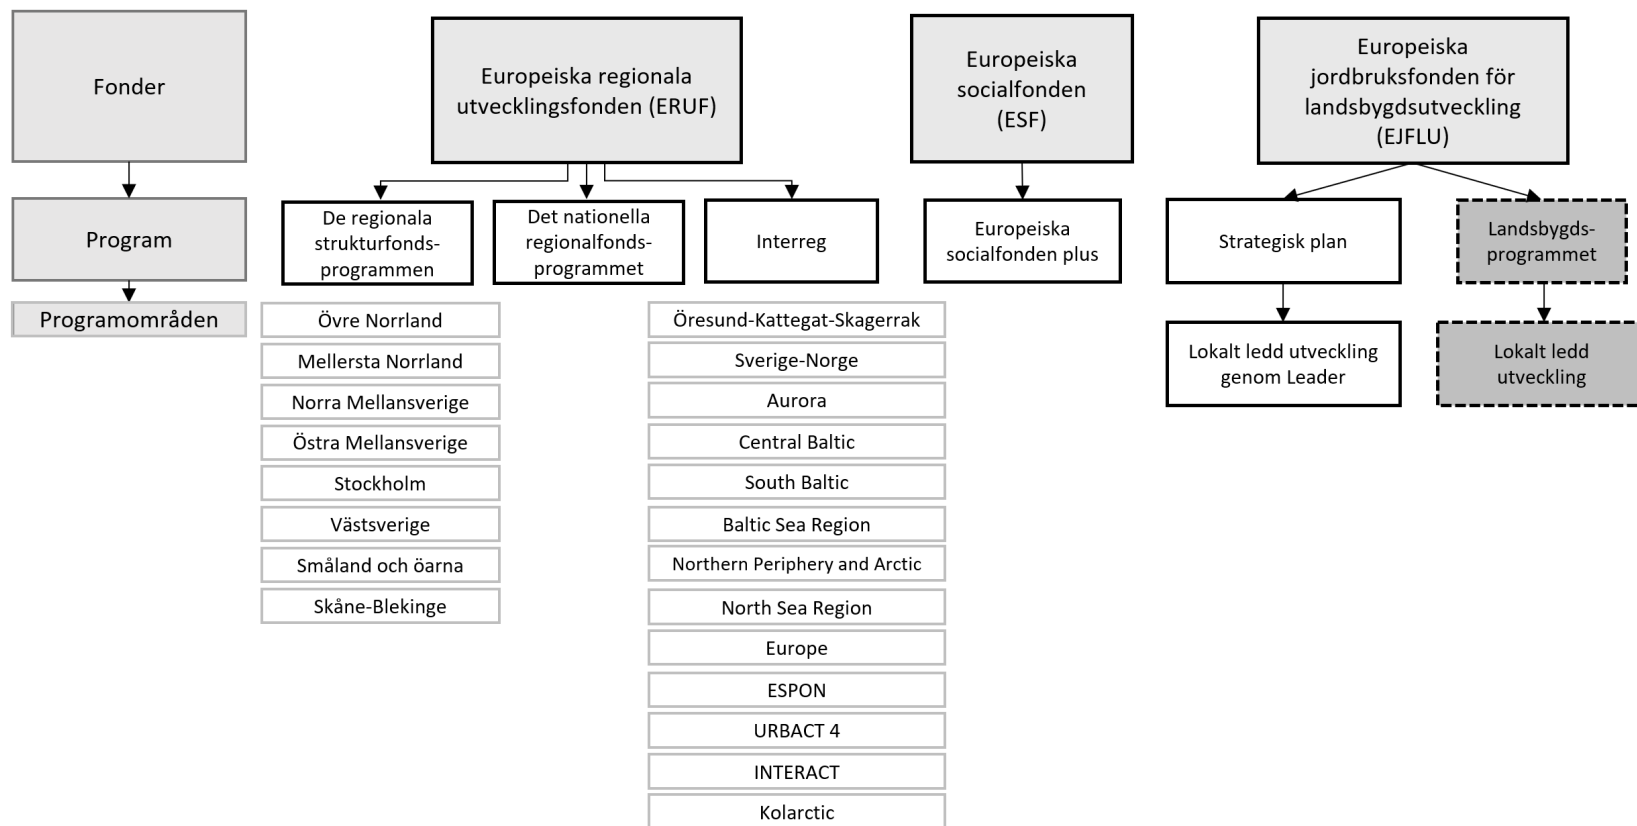 Fonder
Europeiska regionala
utvecklingsfonden (ERUF)
Europeiska
socialfonden
(ESF)
Europeiska
jordbruksfonden för
landsbygdsutveckling
(EJFLU)
Program
De regionala
strukturfonds-
programmen
Det nationella
regionalfonds-
programmet
Interreg
Europeiska
socialfonden plus
Strategisk plan
Landsbygds-
programmet
Programområden
Övre Norrland
Mellersta Norrland
Norra Mellansverige
Östra Mellansverige
Stockholm
Västsverige
Småland och öarna
Skåne-Blekinge
Öresund-Kattegat-Skagerrak
Sverige-Norge
Aurora
Central Baltic
South Baltic
Baltic Sea Region
Northern Periphery and Arctic
North Sea Region
Europe
ESPON
URBACT 4
INTERACT
Kolarctic
Lokalt ledd utveckling
genom Leader
Lokalt ledd
utveckling